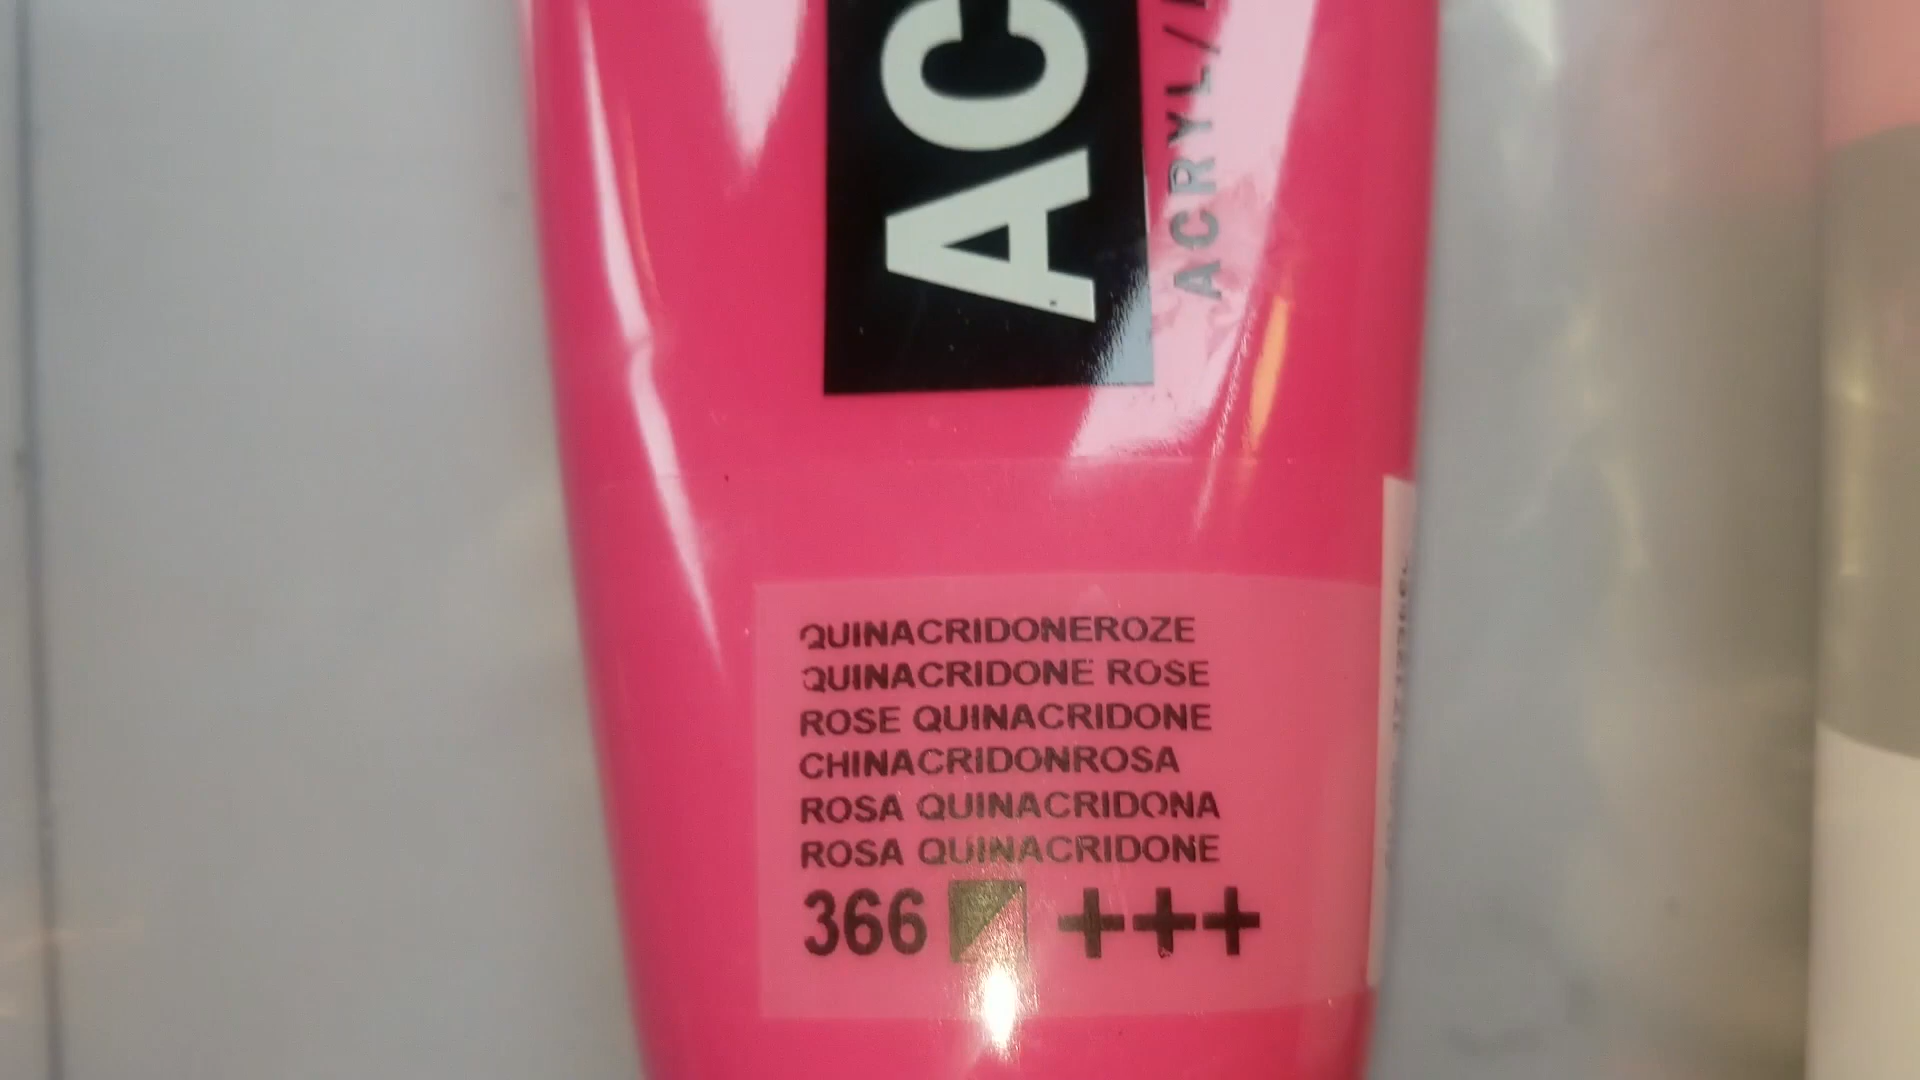 AC
ACRYL/
QUINACRIDONEROZE
QUINACRIDONE ROSE
ROSE QUINACRIDONE
CHINACRIDONROSA
ROSA QUINACRIDONA
ROSA QUINACRIDONE
366 +++